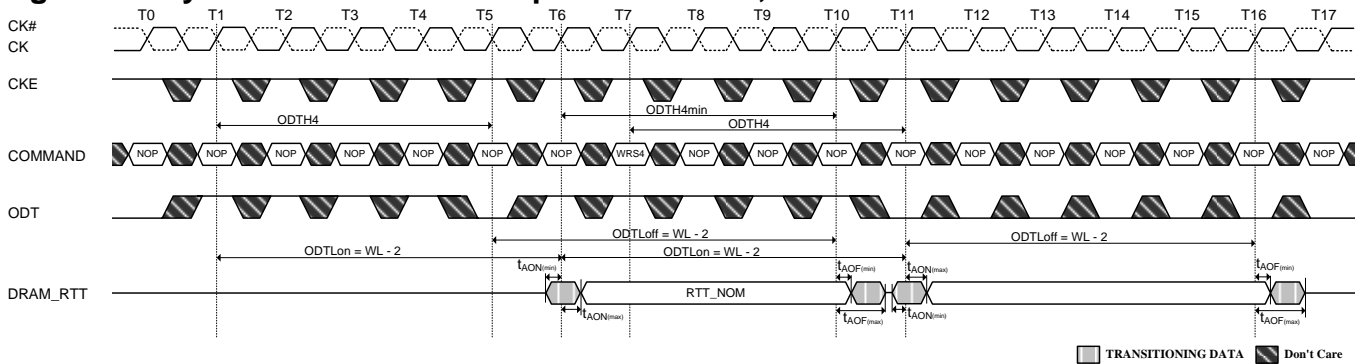 T0 T1 T2 T3 T4 T5 T6 T7 T8 T9 T10 T11 T12 T13 T14 T15 T16 T17
CK#
CK
CKE
ODTH4min
ODTH4
ODTH4
COMMAND NOP NOP NOP NOP NOP NOP NOP WRS4 NOP NOP NOP NOP NOP NOP NOP NOP NOP NOP
ODT
ODTLoff = WL - 2
ODTLoff = WL - 2
ODTLon = WL - 2
ODTLon = WL - 2
tAON(min)
tAOF(min)
tAON(max)
tAOF(min)
DRAM_RTT
RTT_NOM
tAON(max)
tAOF(max)
tAON(min)
tAOF(max)
TRANSITIONING DATA
Don't Care